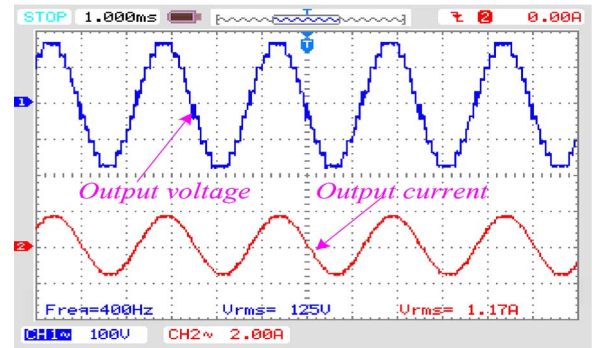 STOP 1.000ms T 2 0.00A
T
1
Output voltage Output current
2
Freq=400Hz Vrms= 125V Vrms= 1.17A
CH1~ 100V CH2~ 2.00A